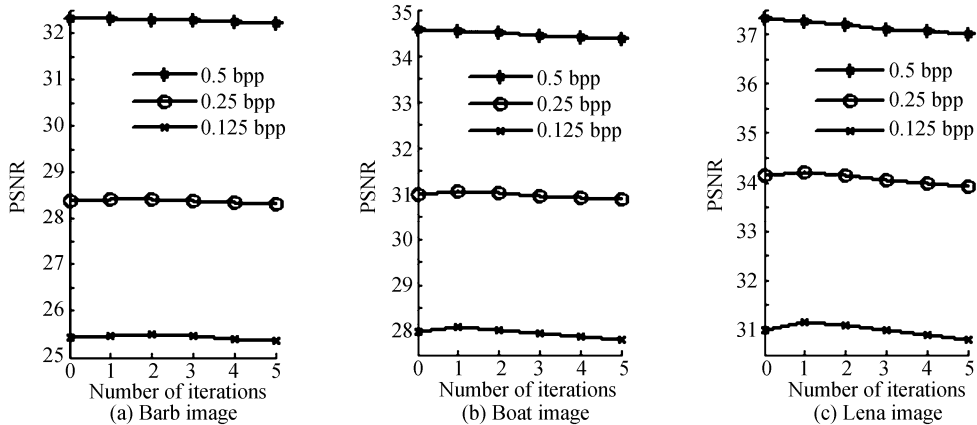 32
31
30
29
28
27
26
25
PSNR
0.5 bpp
0.25 bpp
0.125 bpp
0 1 2 3 4 5
Number of iterations
(a) Barb image
35
34
33
32
31
30
29
28
PSNR
0.5 bpp
0.25 bpp
0.125 bpp
0 1 2 3 4 5
Number of iterations
(b) Boat image
37
36
35
34
33
32
31
PSNR
0.5 bpp
0.25 bpp
0.125 bpp
0 1 2 3 4 5
Number of iterations
(c) Lena image